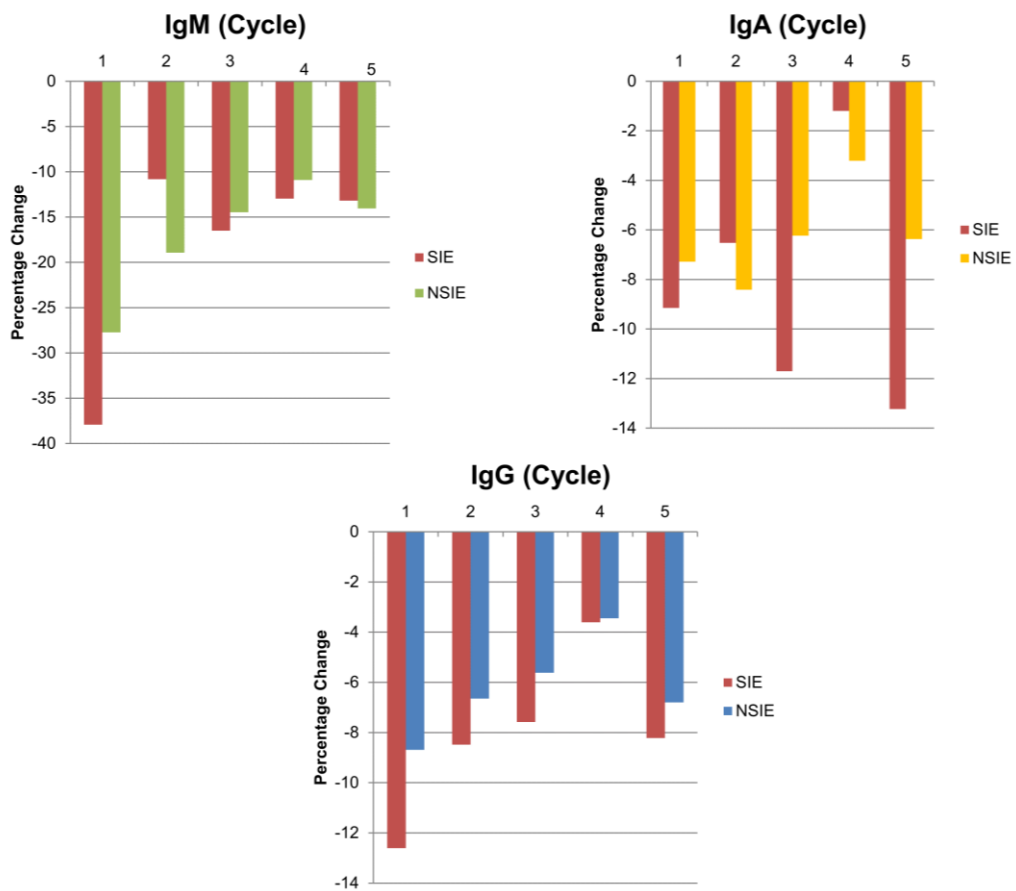 IgM (Cycle)
1 2 3 4 5
0
-5
-10
-15
-20
-25
-30
-35
-40
Percentage Change
SIE
NSIE
IgA (Cycle)
1 2 3 4 5
0
-2
-4
-6
-8
-10
-12
-14
Percentage Change
SIE
NSIE
IgG (Cycle)
1 2 3 4 5
0
-2
-4
-6
-8
-10
-12
-14
Percentage Change
SIE
NSIE